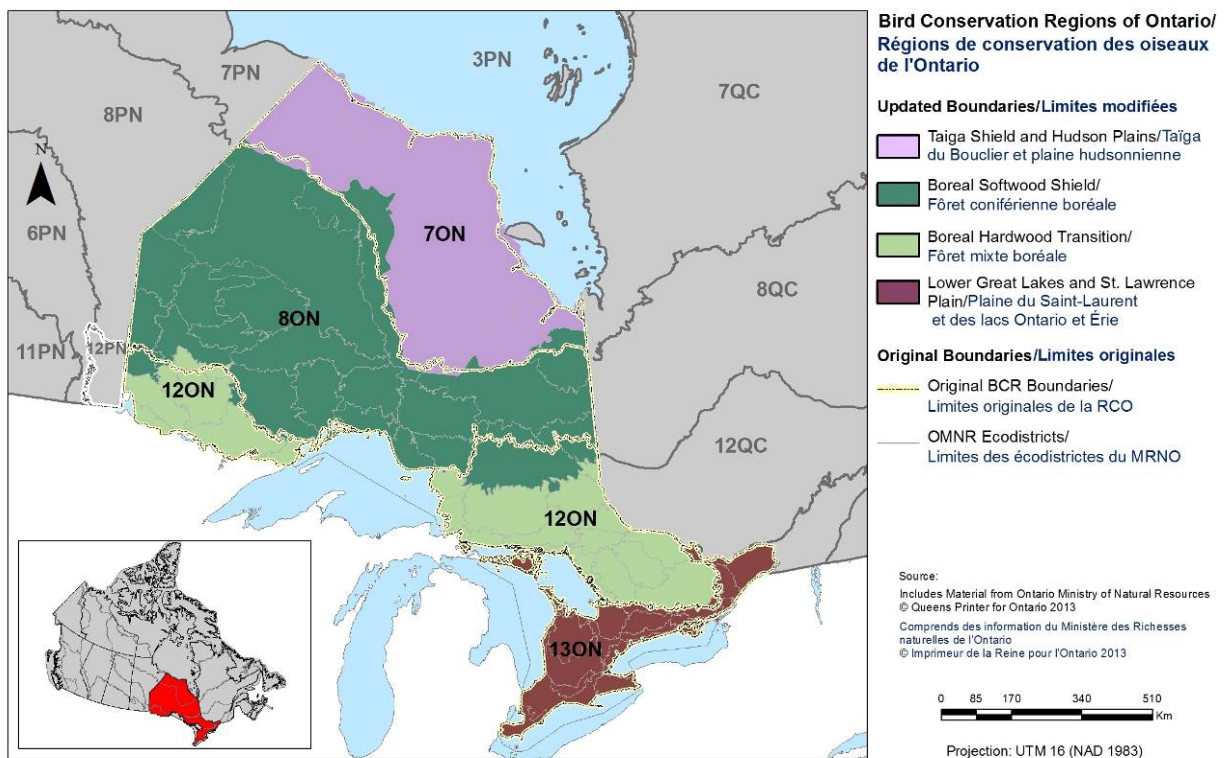 Bird Conservation Regions of Ontario/
Régions de conservation des oiseaux
de l'Ontario
Updated Boundaries/Limites modifiées
Taiga Shield and Hudson Plains/Taïga
du Bouclier et plaine hudsonnienne
Boreal Softwood Shield/
Fôret coniférienne boréale
Boreal Hardwood Transition/
Fôret mixte boréale
Lower Great Lakes and St. Lawrence
Plain/Plaine du Saint-Laurent
et des lacs Ontario et Érie
Original Boundaries/Limites originales
Original BCR Boundaries/
Limites originales de la RCO
OMNR Ecodistricts/
Limites des écodistrictes du MRNO
Source:
Includes Material from Ontario Ministry of Natural Resources
© Queens Printer for Ontario 2013
Comprends des information du Ministère des Richesses
naturelles de l'Ontario
© Imprimeur de la Reine pour l'Ontario 2013
0 85 170 340 510
Km
Projection: UTM 16 (NAD 1983)
3PN
7PN
7QC
8PN
N
6PN
7ON
8QC
8ON
11PN
12PN
12ON
12QC
12ON
13ON